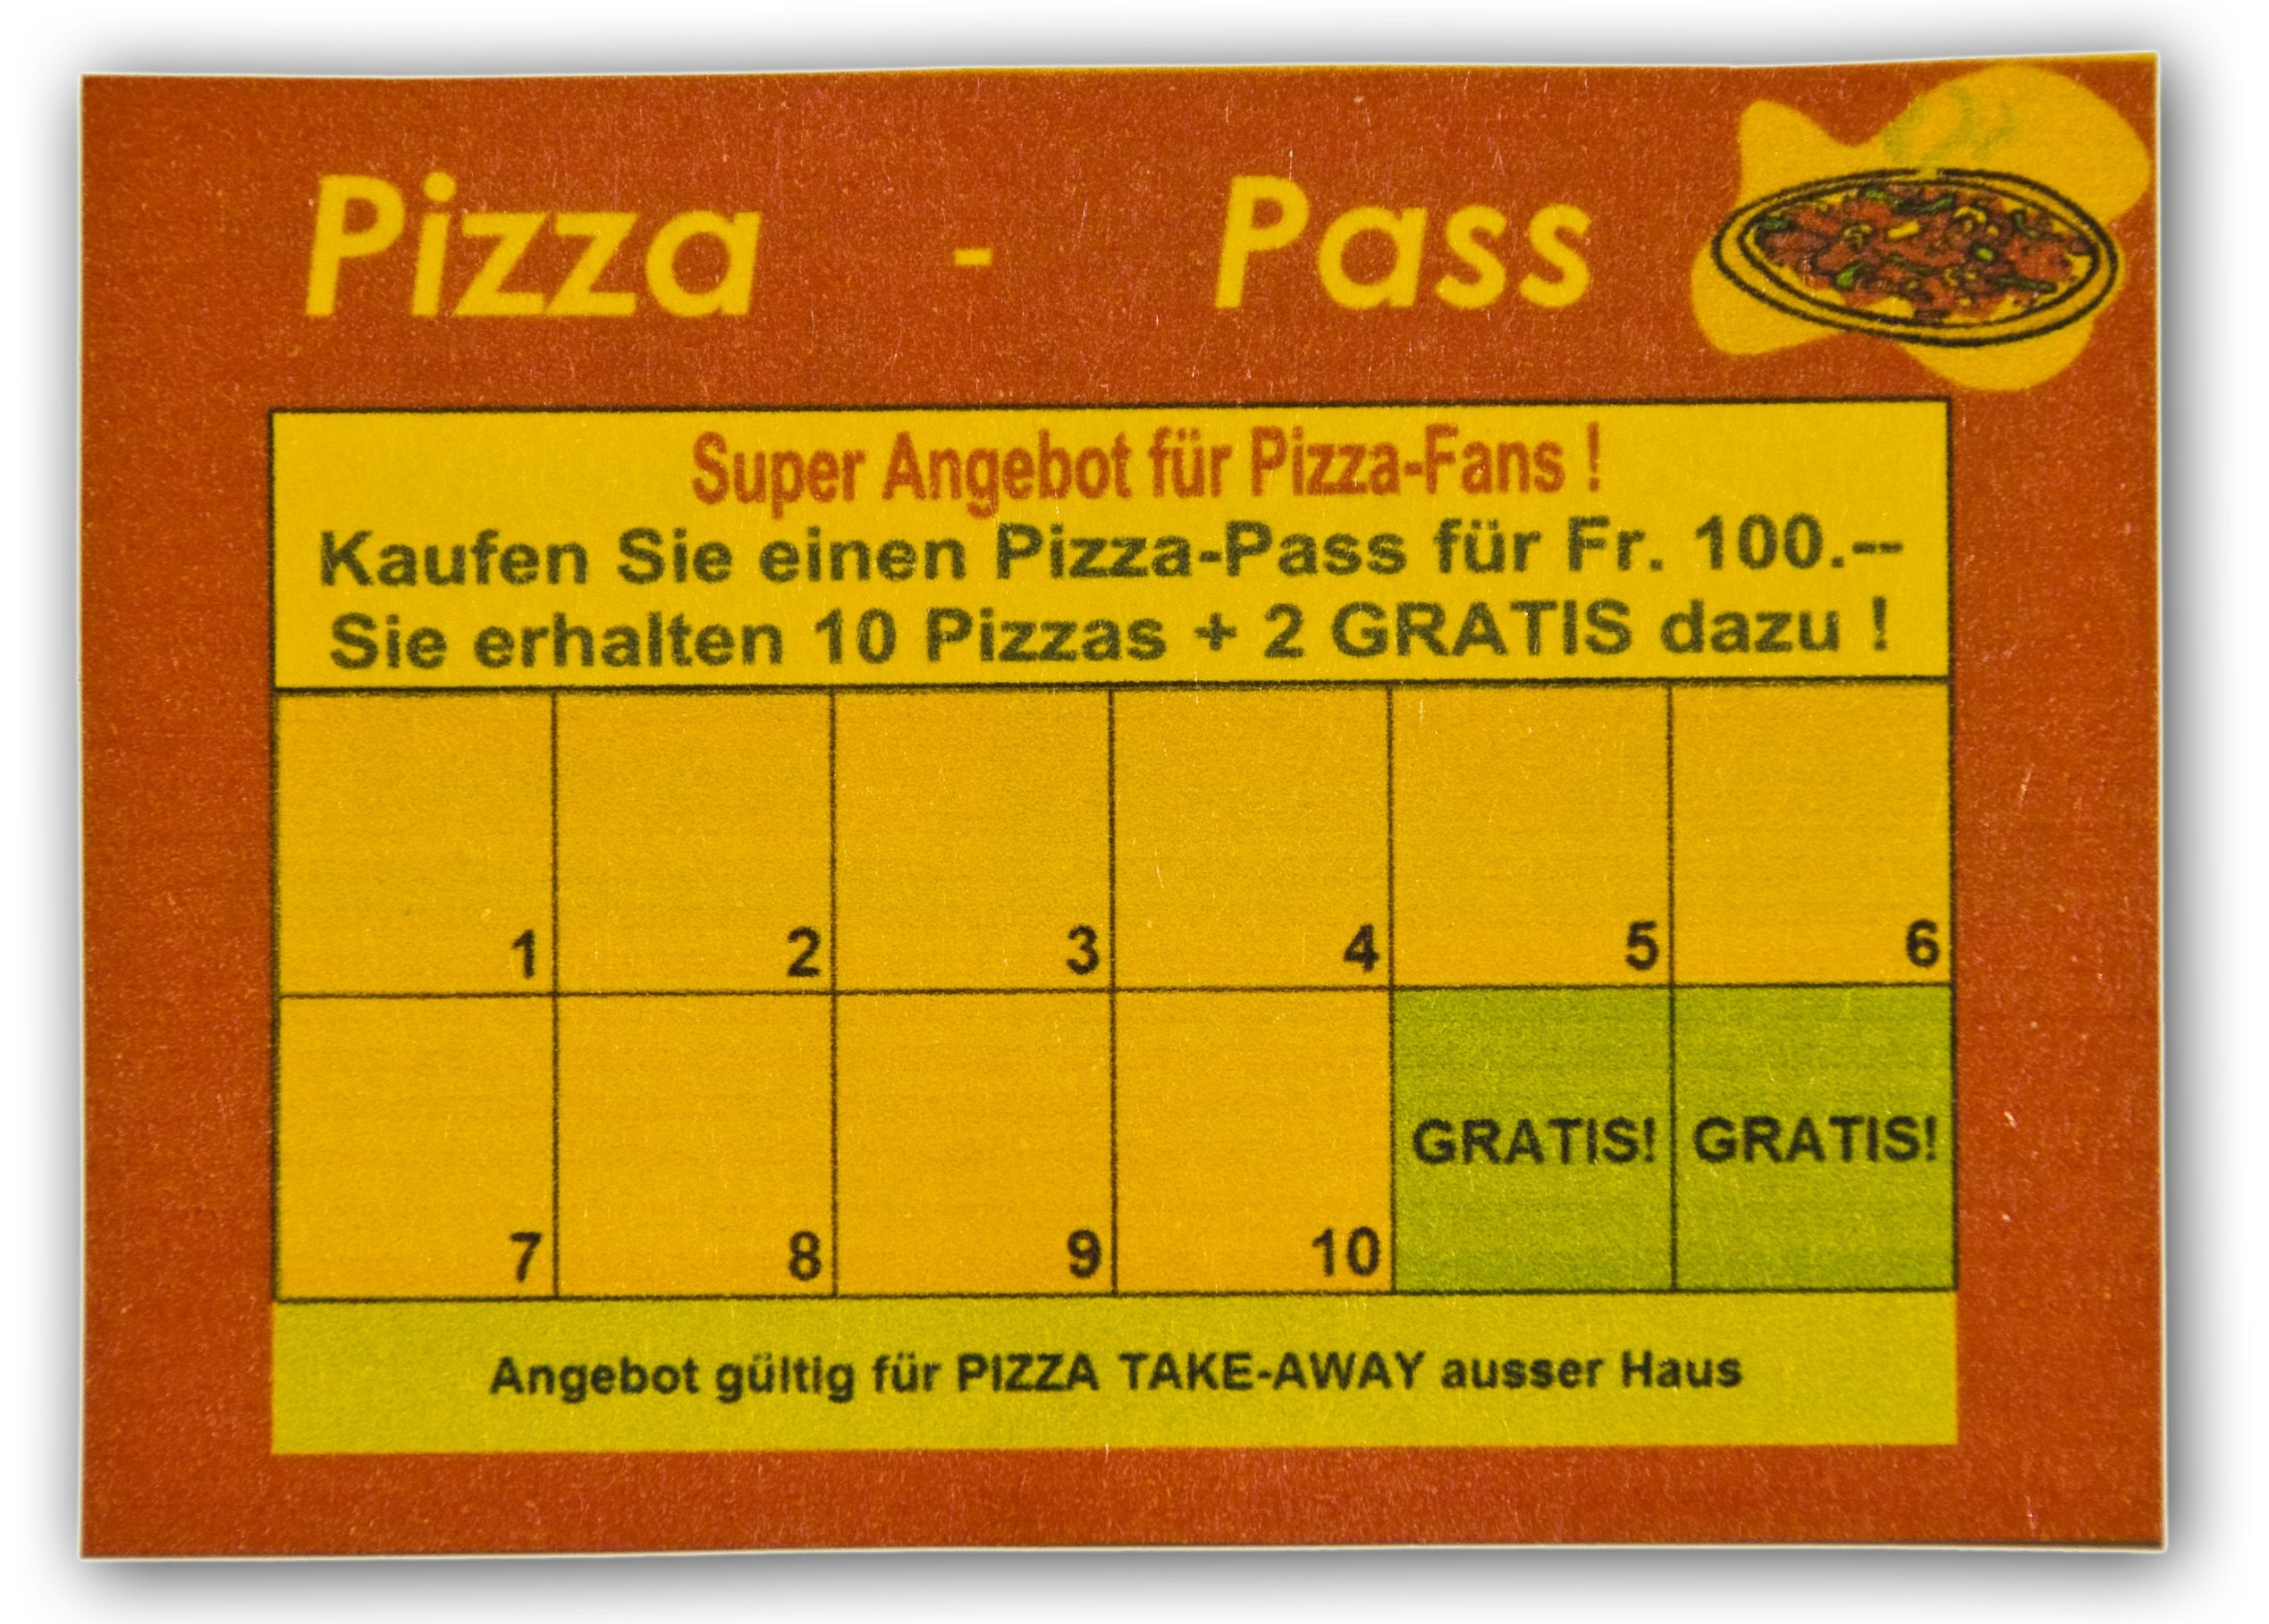 Pizza - Pass
Super Angebot für Pizza-Fans !
Kaufen Sie einen Pizza-Pass für Fr. 100.--
Sie erhalten 10 Pizzas + 2 GRATIS dazu !
1 2 3 4 5 6
7 8 9 10 GRATIS! GRATIS!
Angebot gültig für PIZZA TAKE-AWAY ausser Haus